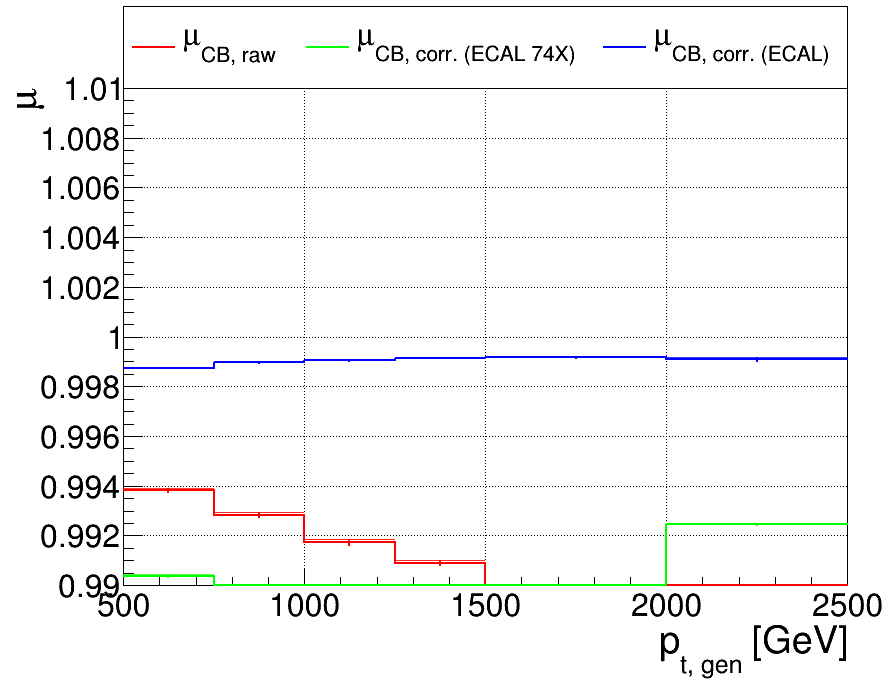 μCB, raw μCB, corr. (ECAL 74X) μCB, corr. (ECAL)
μ
1.01
1.008
1.006
1.004
1.002
1
0.998
0.996
0.994
0.992
0.99
500 1000 1500 2000 2500
pt, gen [GeV]